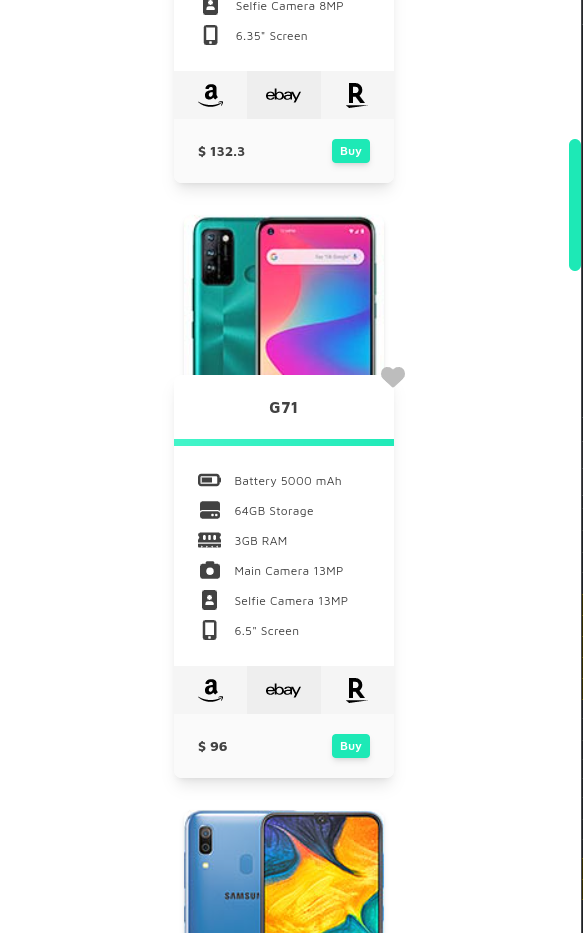 Selfie Camera 8MP
6.35" Screen
a
ebay
R
$ 132.3
Buy
G71
Battery 5000 mAh
64GB Storage
3GB RAM
Main Camera 13MP
Selfie Camera 13MP
6.5" Screen
a
ebay
R
$ 96
Buy
SAMSUN